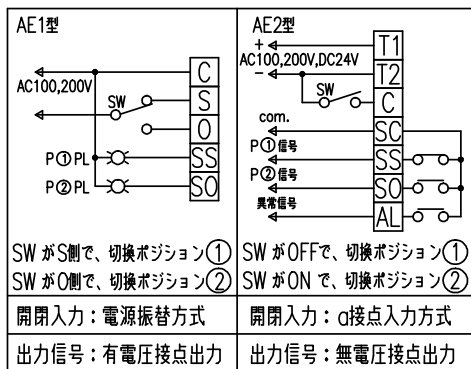 AE1型
AC100,200V
SW
C
S
O
SS
SO
P①PL
P②PL
SW がS側で、切換ポジション①
SW がO側で、切換ポジション②
開閉入力：電源振替方式
出力信号：有電圧接点出力
AE2型
+
AC100,200V,DC24V
−
SW
com.
P①信号
P②信号
異常信号
T1
T2
C
SC
SS
SO
AL
SW がOFFで、切換ポジション①
SW がON で、切換ポジション②
開閉入力：a接点入力方式
出力信号：無電圧接点出力